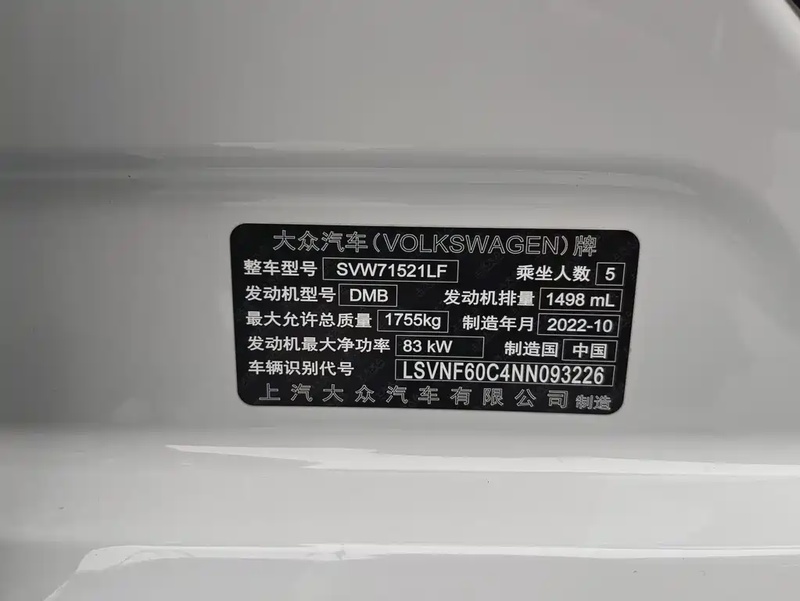 大众汽车(VOLKSWAGEN)牌
整车型号 SVW71521LF 乘坐人数 5
发动机型号 DMB 发动机排量 1498 mL
最大允许总质量 1755kg 制造年月 2022-10
发动机最大净功率 83 kW 制造国 中国
车辆识别代号 LSVNF60C4NN093226
上汽大众汽车有限公司 制造